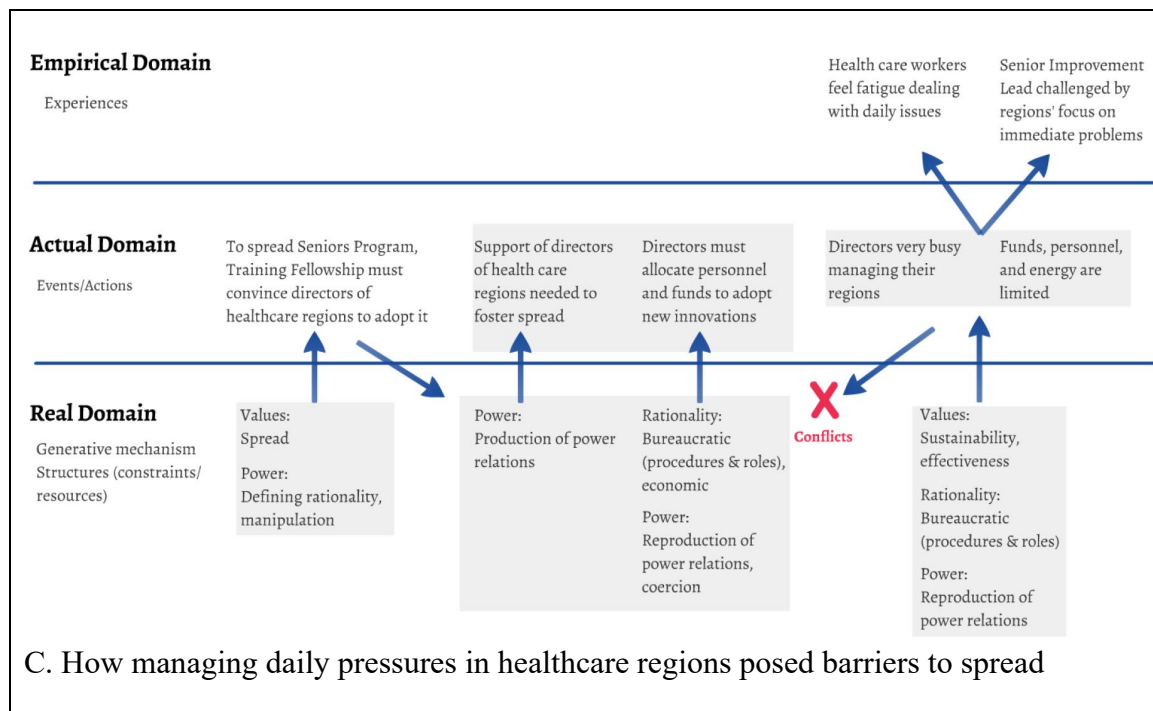 Empirical Domain
Experiences
Health care workers
feel fatigue dealing
with daily issues
Senior Improvement
Lead challenged by
regions' focus on
immediate problems
Actual Domain
Events/Actions
To spread Seniors Program,
Training Fellowship must
convince directors of
healthcare regions to adopt it
Support of directors
of health care
regions needed to
foster spread
Directors must
allocate personnel
and funds to adopt
new innovations
Directors very busy
managing their
regions
Funds, personnel,
and energy are
limited
Real Domain
Generative mechanism
Structures (constraints/
resources)
Values:
Spread
Power:
Defining rationality,
manipulation
Power:
Production of power
relations
Rationality:
Bureaucratic
(procedures & roles),
economic
Power:
Reproduction of
power relations,
coercion
X
Conflicts
Values:
Sustainability,
effectiveness
Rationality:
Bureaucratic
(procedures & roles)
Power:
Reproduction of
power relations
C. How managing daily pressures in healthcare regions posed barriers to spread